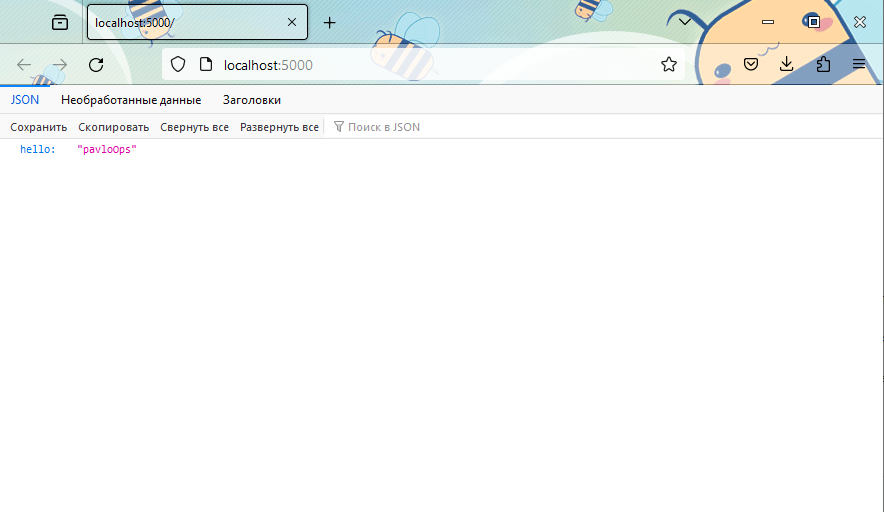 localhost:5000/
localhost:5000
JSON Необработанные данные Заголовки
Сохранить Скопировать Свернуть все Развернуть все Поиск в JSON
hello: "pavloOps"